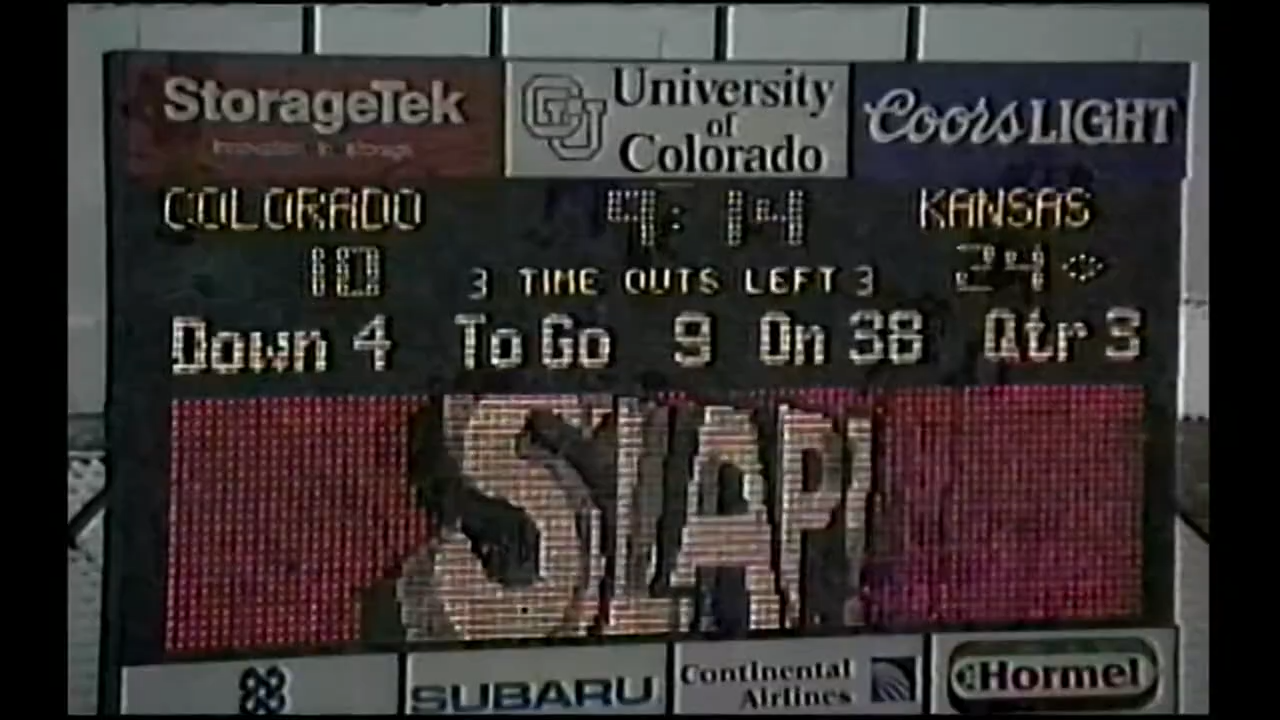 StorageTek
University
of
Colorado
CU
Coors LIGHT
COLORADO 9:14 KANSAS
10 3 TIME OUTS LEFT 3 24
Down 4 To Go 9 On 38 Qtr 3
SLAP!
SUBARU
Continental
Airlines
Hormel